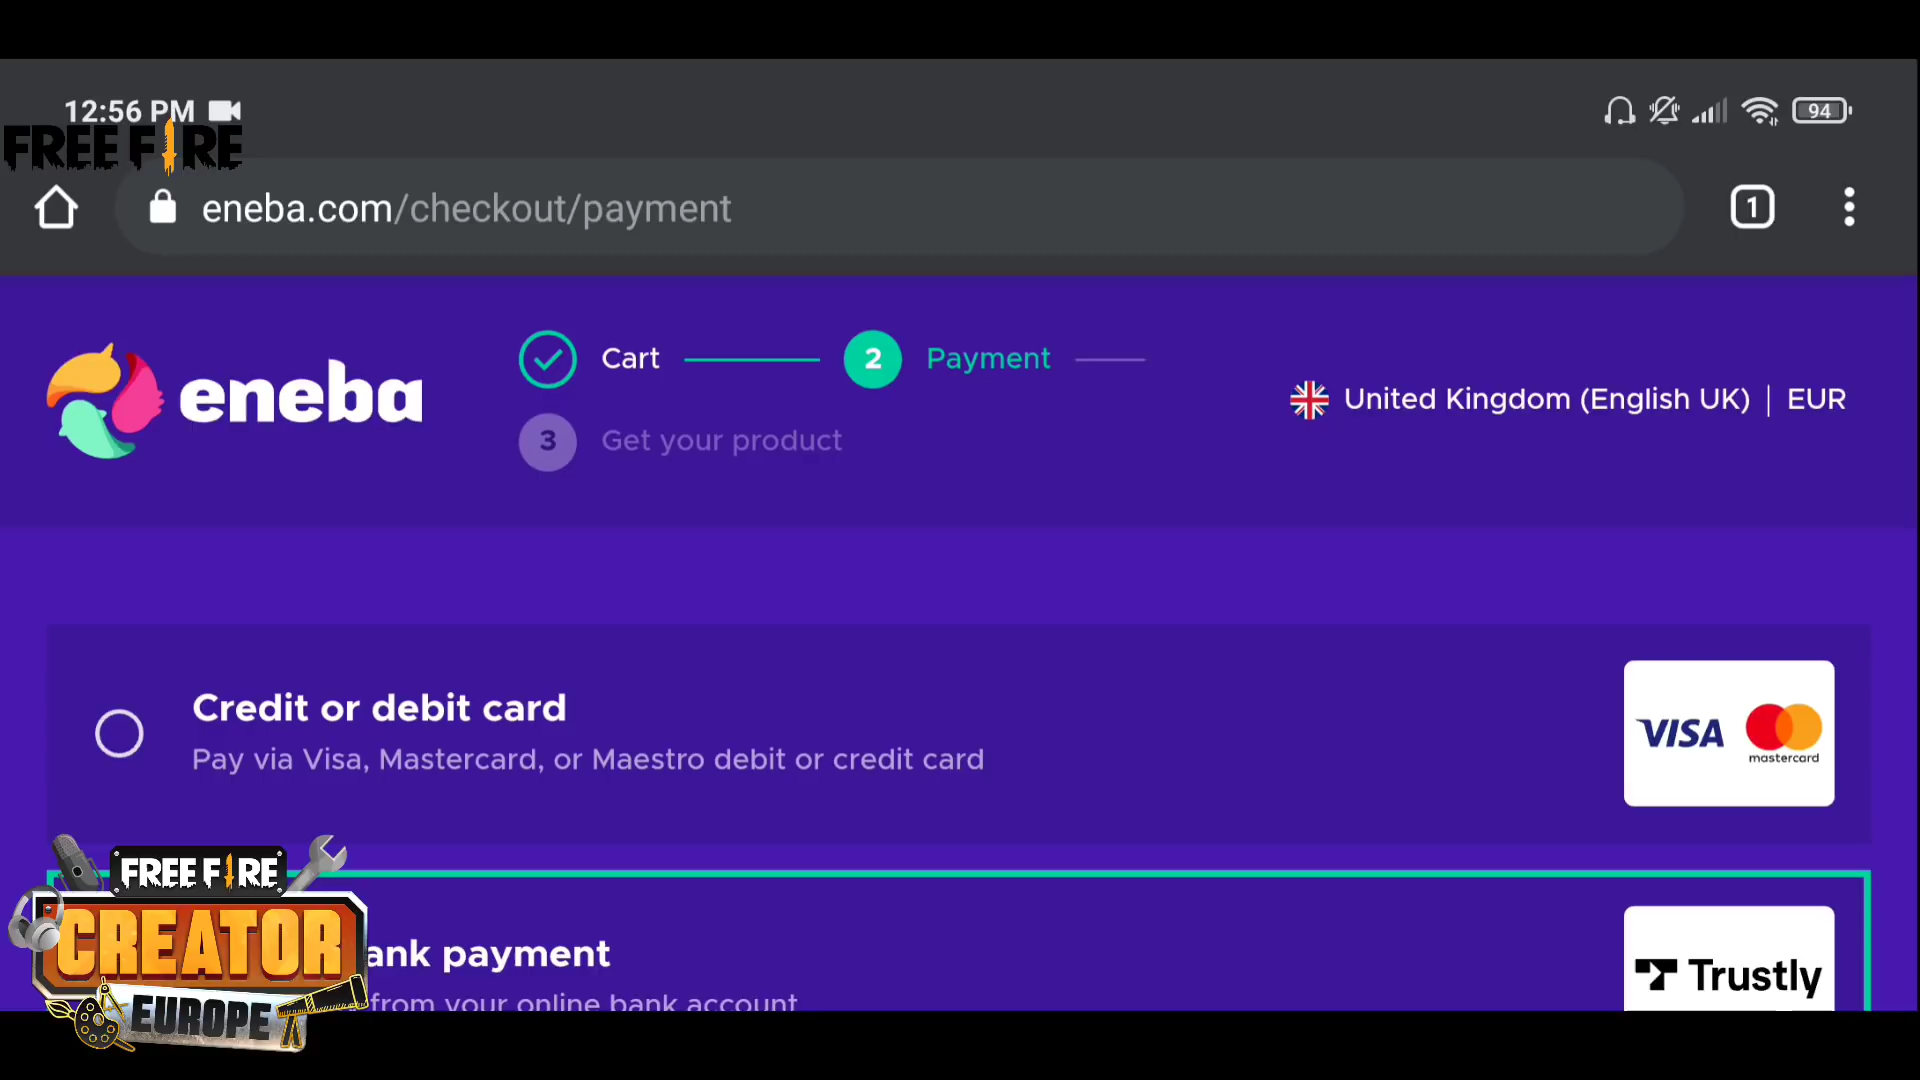 12:56 PM
94
FREE FIRE
eneba.com/checkout/payment
1
eneba
Cart
2
Payment
3
Get your product
United Kingdom (English UK) | EUR
Credit or debit card
Pay via Visa, Mastercard, or Maestro debit or credit card
VISA
mastercard
FREE FIRE
CREATOR
EUROPE
ank payment
from your online bank account
Trustly